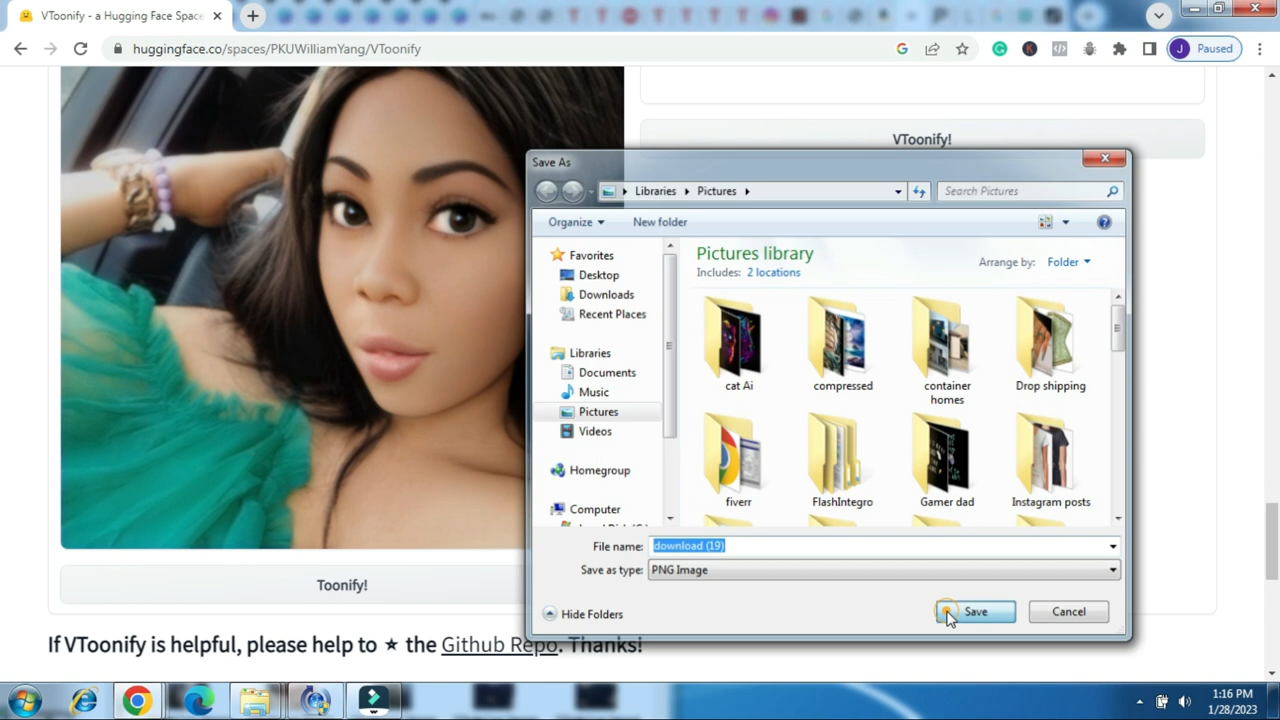 VToonify - a Hugging Face Space
huggingface.co/spaces/PKUWilliamYang/VToonify
J Paused
VToonify!
Save As
Libraries Pictures
Search Pictures
Organize New folder
Favorites
Desktop
Downloads
Recent Places
Libraries
Documents
Music
Pictures
Videos
Homegroup
Computer
Pictures library
Includes: 2 locations
Arrange by: Folder
cat Ai
compressed
container homes
Drop shipping
fiverr
FlashIntegro
Gamer dad
Instagram posts
File name: download (19)
Save as type: PNG Image
Hide Folders
Save
Cancel
Toonify!
If VToonify is helpful, please help to ★ the Github Repo. Thanks!
1:16 PM
1/28/2023